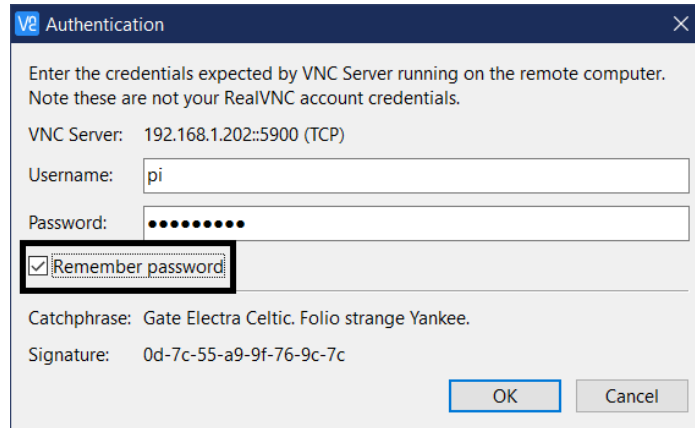 V2 Authentication
Enter the credentials expected by VNC Server running on the remote computer.
Note these are not your RealVNC account credentials.
VNC Server: 192.168.1.202::5900 (TCP)
Username: pi
Password: •••••••••
Remember password
Catchphrase: Gate Electra Celtic. Folio strange Yankee.
Signature: 0d-7c-55-a9-9f-76-9c-7c
OK Cancel